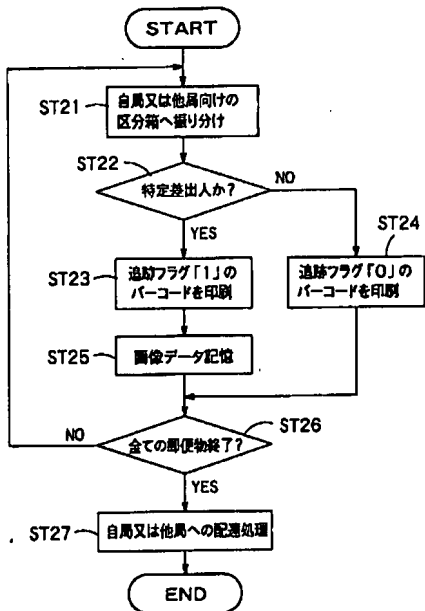 START
ST21
自局又は他局向けの
区分箱へ振り分け
ST22
特定差出人か?
NO
YES
ST24
ST23
追跡フラグ「1」の
バーコードを印刷
追跡フラグ「0」の
バーコードを印刷
ST25
画像データ記憶
ST26
NO
全ての郵便物終了?
YES
ST27
自局又は他局への配達処理
END